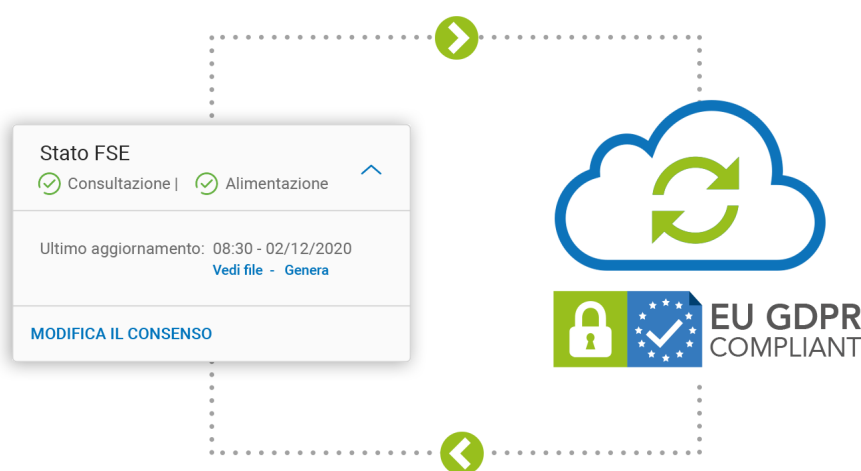 Stato FSE
Consultazione | Alimentazione
Ultimo aggiornamento: 08:30 - 02/12/2020
Vedi file - Genera
MODIFICA IL CONSENSO
EU GDPR
COMPLIANT